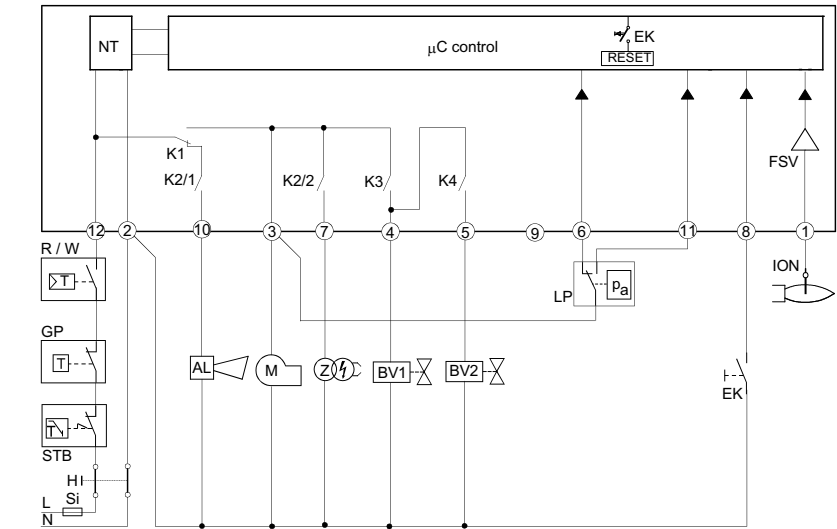 NT
μC control
EK
RESET
FSV
K1
K2/1
K2/2
K3
K4
12
2
10
3
7
4
5
9
6
11
8
1
R / W
T
LP
pa
ION
GP
T
AL
M
Z
BV1
BV2
EK
T
STB
H
Si
L
N